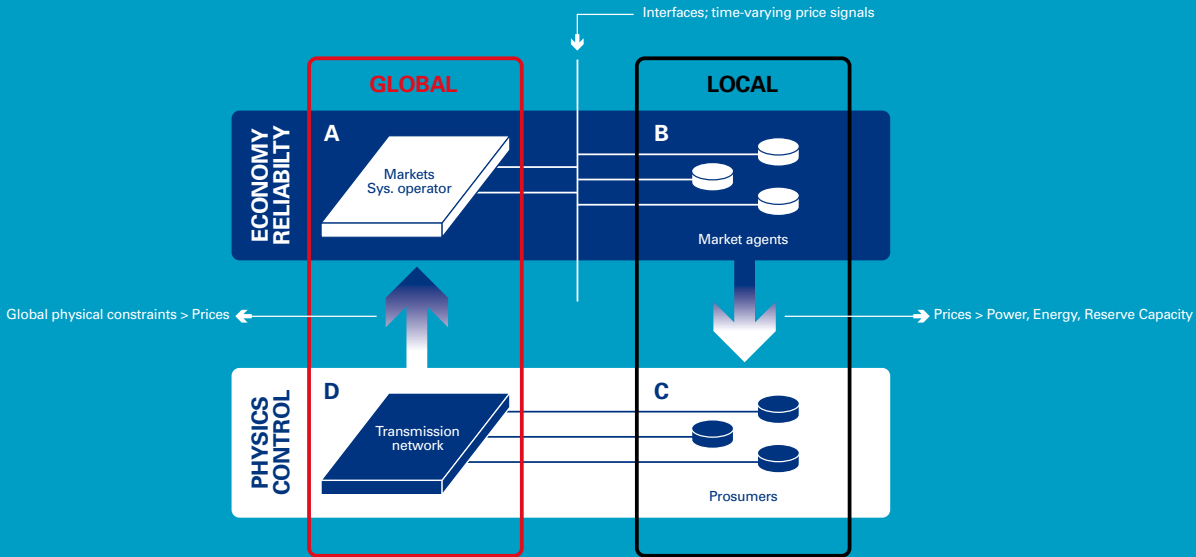 Interfaces; time-varying price signals
GLOBAL
LOCAL
ECONOMY
RELIABILTY
A
Markets
Sys. operator
B
Market agents
Global physical constraints > Prices
Prices > Power, Energy, Reserve Capacity
PHYSICS
CONTROL
D
Transmission
network
C
Prosumers